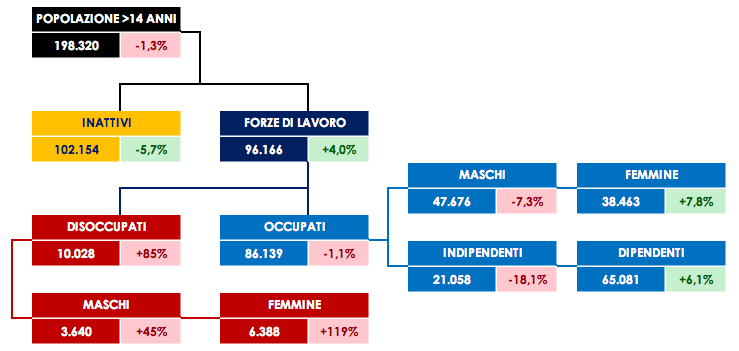 POPOLAZIONE >14 ANNI
198.320 -1,3%
INATTIVI
102.154 -5,7%
FORZE DI LAVORO
96.166 +4,0%
DISOCCUPATI
10.028 +85%
OCCUPATI
86.139 -1,1%
MASCHI
47.676 -7,3%
FEMMINE
38.463 +7,8%
INDIPENDENTI
21.058 -18,1%
DIPENDENTI
65.081 +6,1%
MASCHI
3.640 +45%
FEMMINE
6.388 +119%